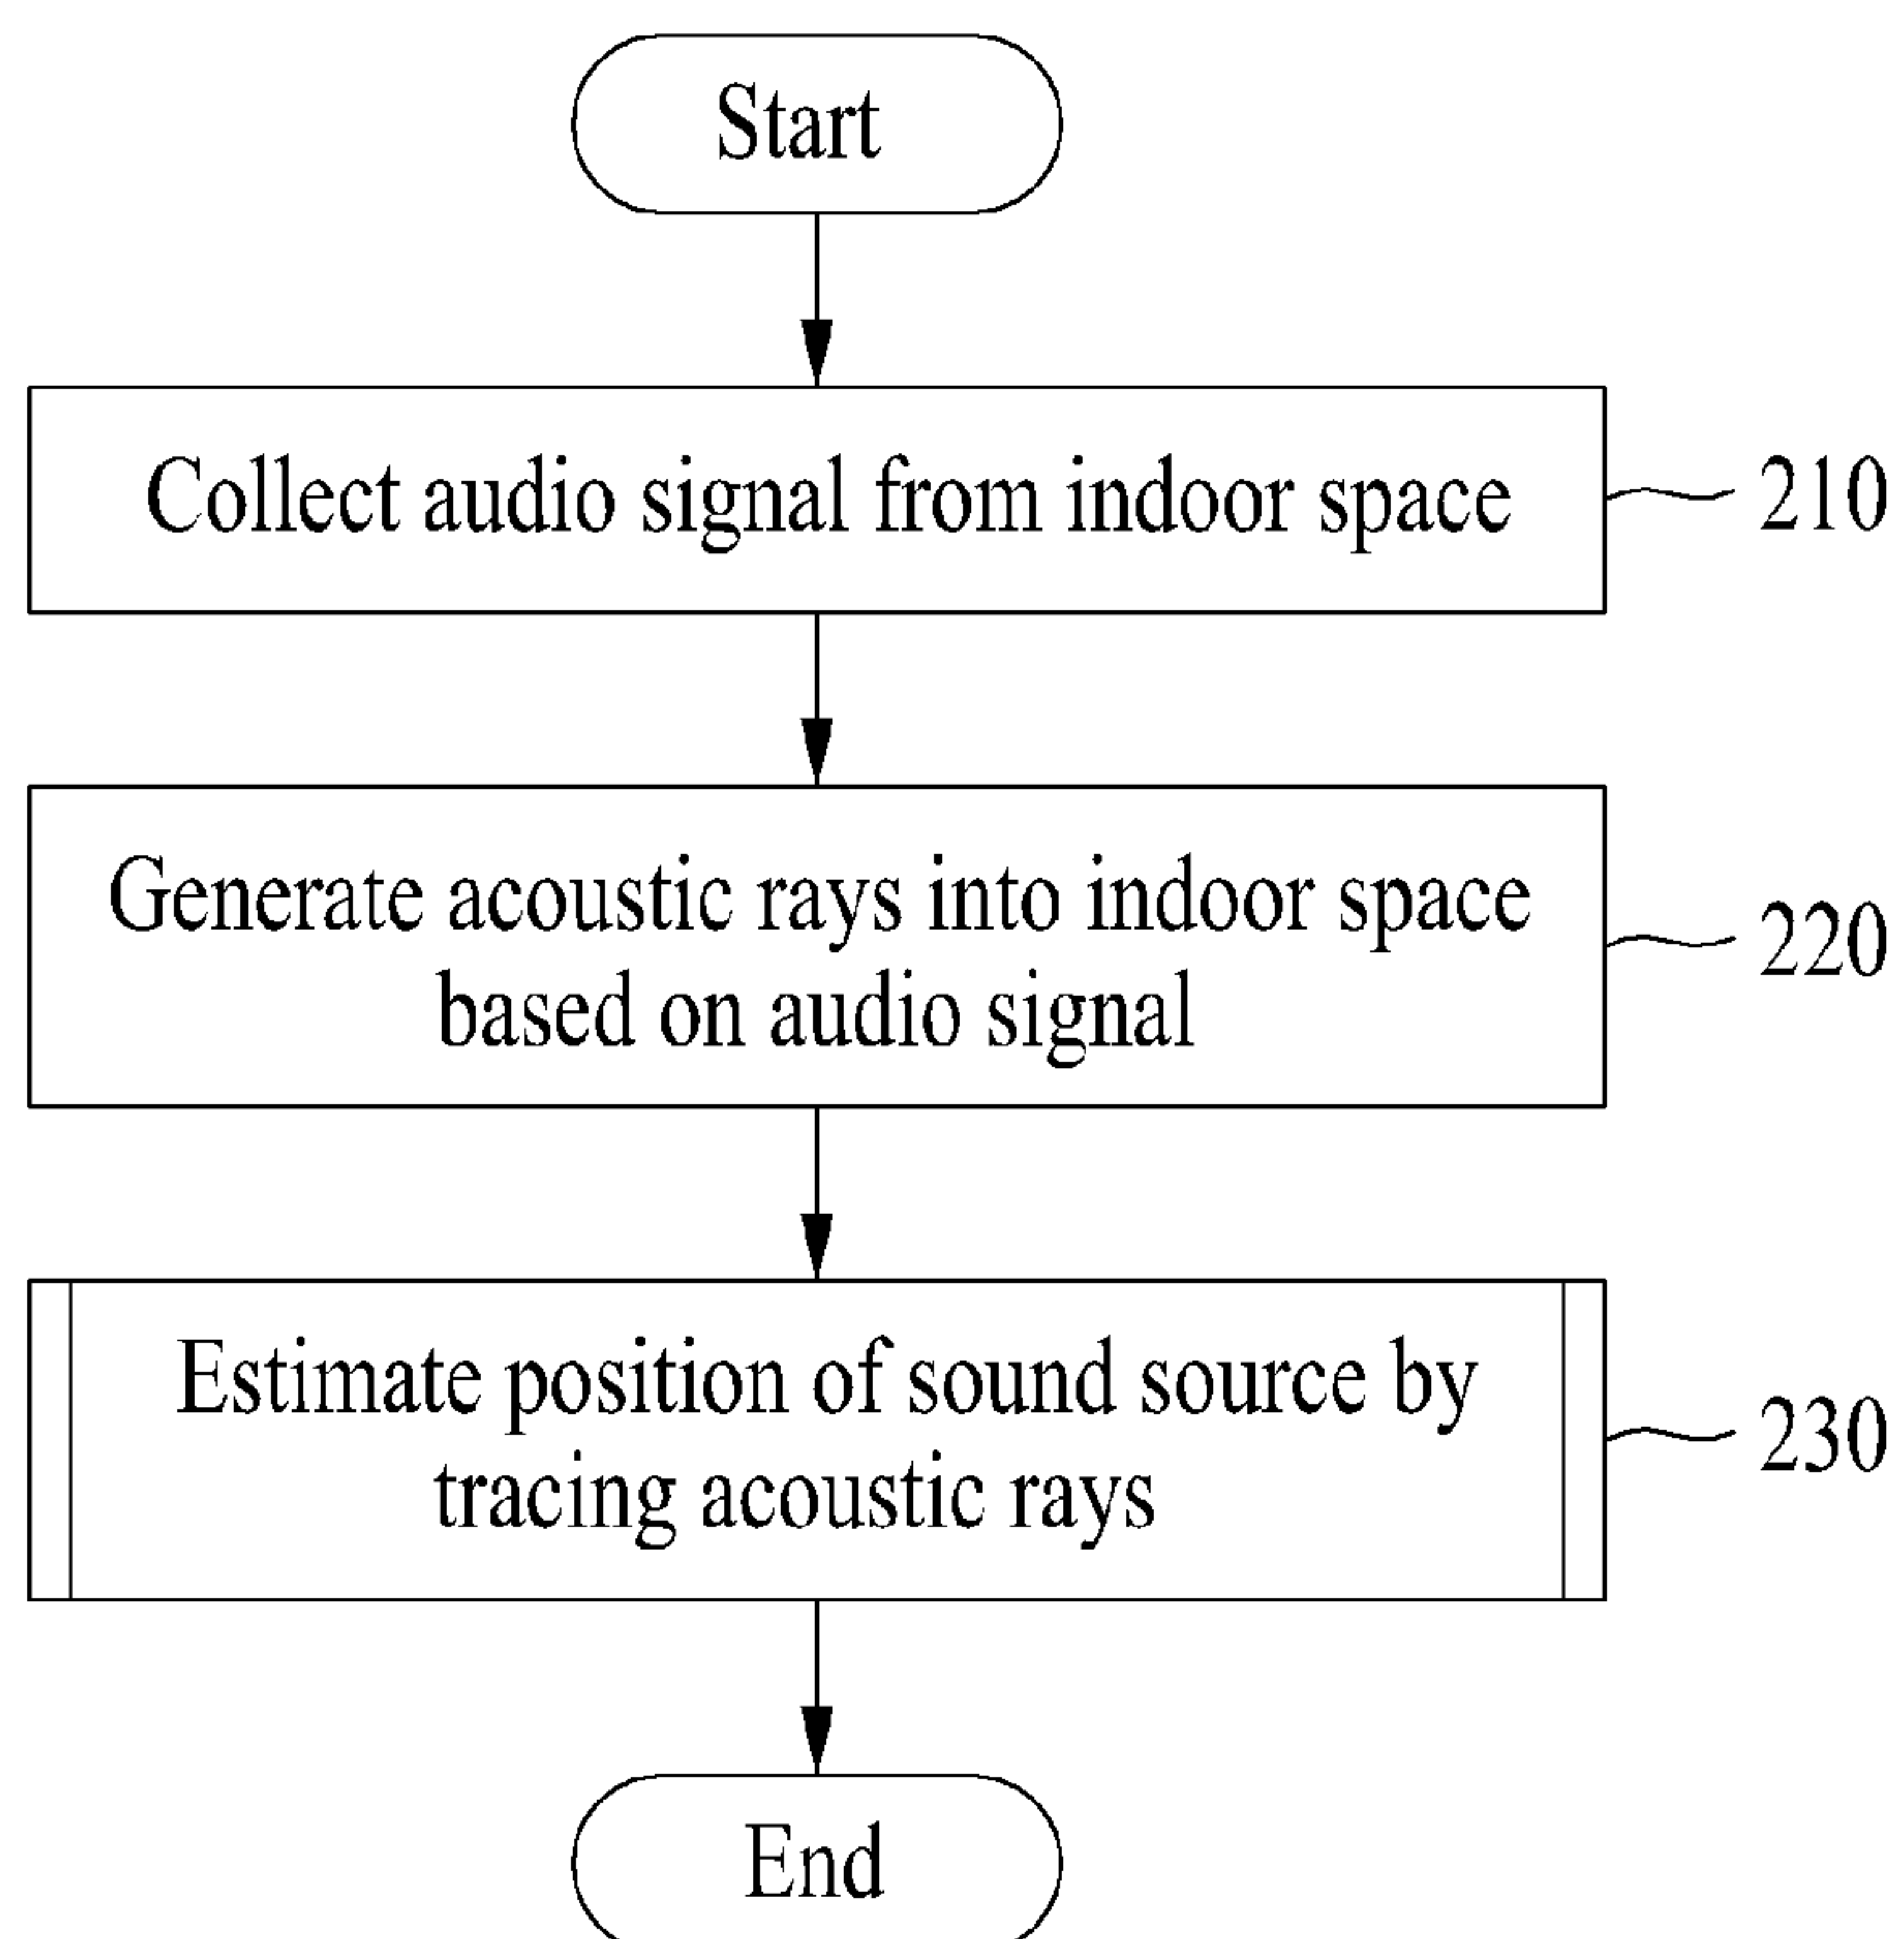 Start
Collect audio signal from indoor space
210
Generate acoustic rays into indoor space
based on audio signal
220
Estimate position of sound source by
tracing acoustic rays
230
End